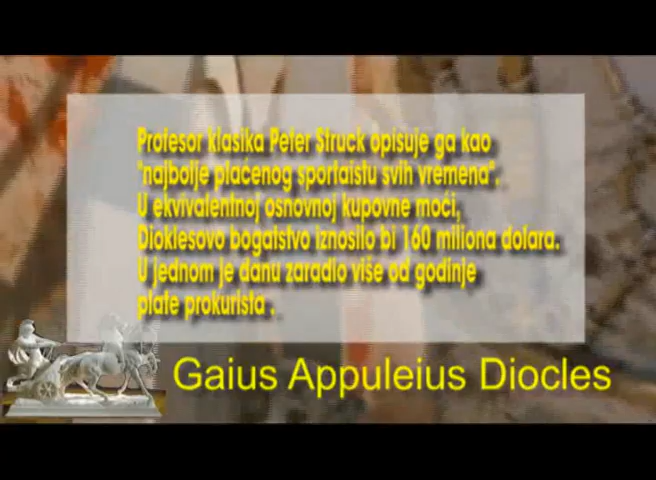 Profesor klasika Peter Struck opisuje ga kao
"najbolje plaćenog sportaistu svih vremena".
U ekvivalentnoj osnovnoj kupovne moći,
Dioklesovo bogatstvo iznosilo bi 160 miliona dolara.
U jednom je danu zaradlo više od godinje
plate prokurista .
Gaius Appuleius Diocles